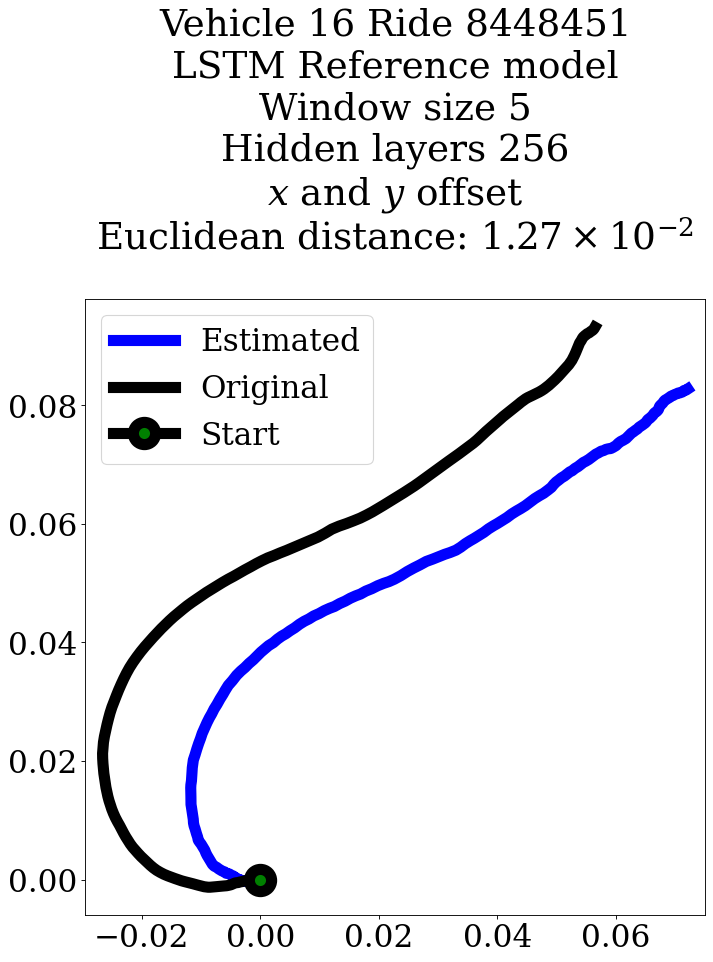 Vehicle 16 Ride 8448451
LSTM Reference model
Window size 5
Hidden layers 256
x and y offset
Euclidean distance: 1.27 × 10⁻²
Estimated
Original
Start
0.08
0.06
0.04
0.02
0.00
−0.02 0.00 0.02 0.04 0.06